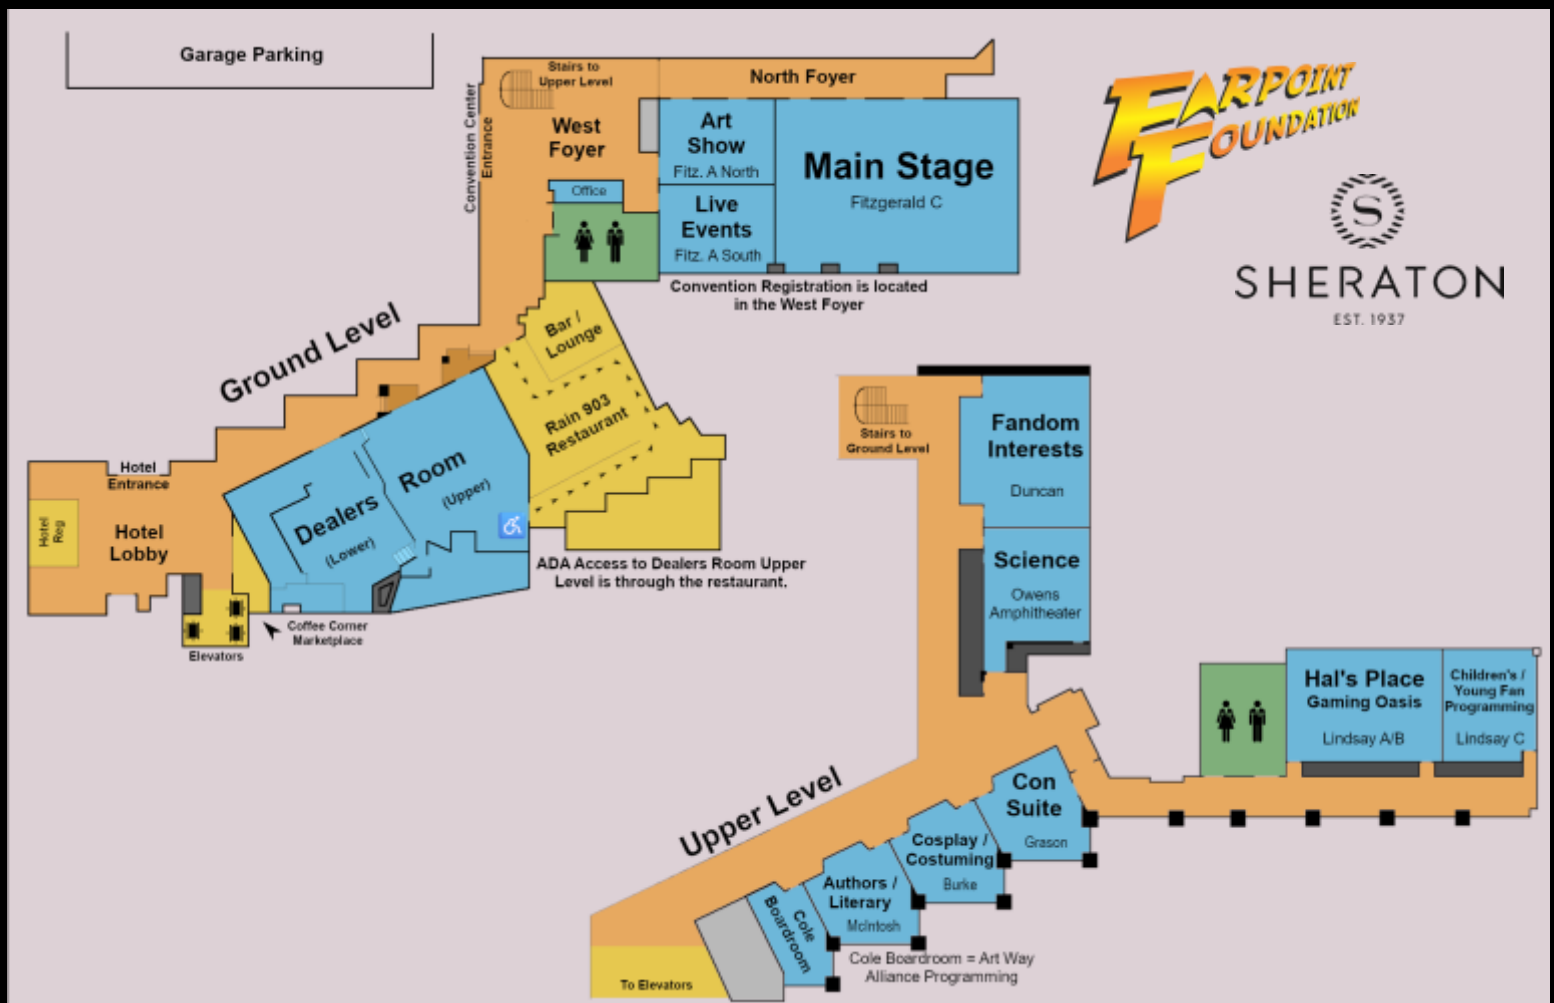 Garage Parking
Stairs to
Upper Level
North Foyer
Convention Center
Entrance
West
Foyer
Art
Show
Fitz. A North
Main Stage
Fitzgerald C
Office
Live
Events
Fitz. A South
Convention Registration is located
in the West Foyer
FARPOINT
FOUNDATION
S
SHERATON
EST. 1937
Ground Level
Bar /
Lounge
Rain 903
Restaurant
Hotel
Entrance
Hotel
Reg
Hotel
Lobby
Dealers
(Lower)
Room
(Upper)
ADA Access to Dealers Room Upper
Level is through the restaurant.
Coffee Corner
Marketplace
Elevators
Stairs to
Ground Level
Fandom
Interests
Duncan
Science
Owens
Amphitheater
Hal's Place
Gaming Oasis
Lindsay A/B
Children's /
Young Fan
Programming
Lindsay C
Upper Level
Con
Suite
Grason
Cosplay /
Costuming
Burke
Authors /
Literary
McIntosh
Cole
Boardroom
Cole Boardroom = Art Way
Alliance Programming
To Elevators